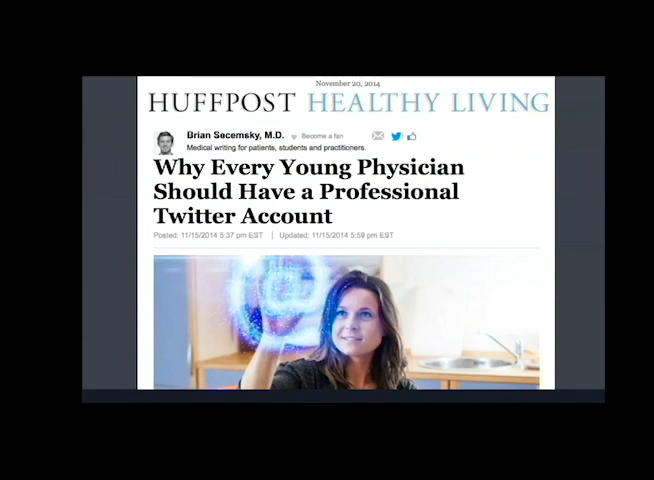 November 20, 2014
HUFFPOST HEALTHY LIVING
Brian Secemsky, M.D. Become a fan
Medical writing for patients, students and practitioners.
Why Every Young Physician
Should Have a Professional
Twitter Account
Posted: 11/15/2014 5:37 pm EST | Updated: 11/15/2014 5:59 pm EST